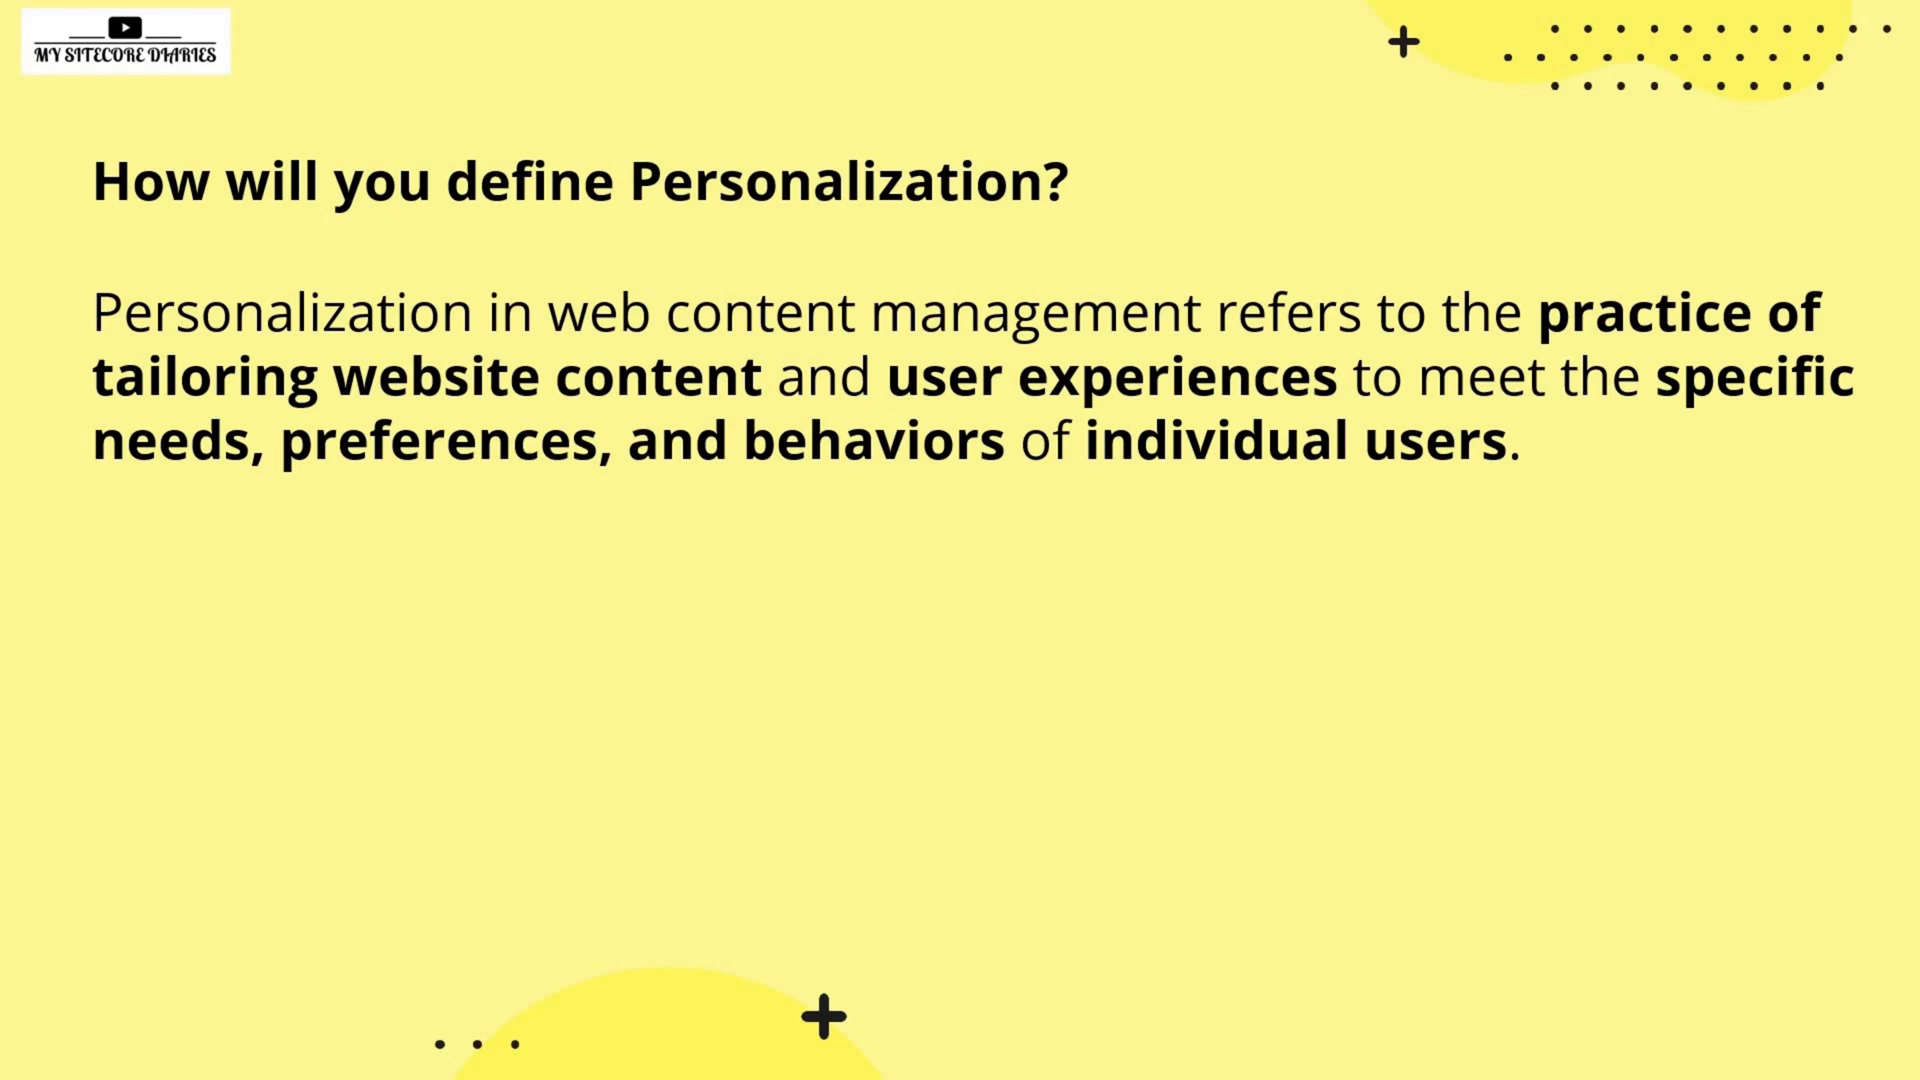 MY SITECORE DIARIES
How will you define Personalization?
Personalization in web content management refers to the practice of
tailoring website content and user experiences to meet the specific
needs, preferences, and behaviors of individual users.